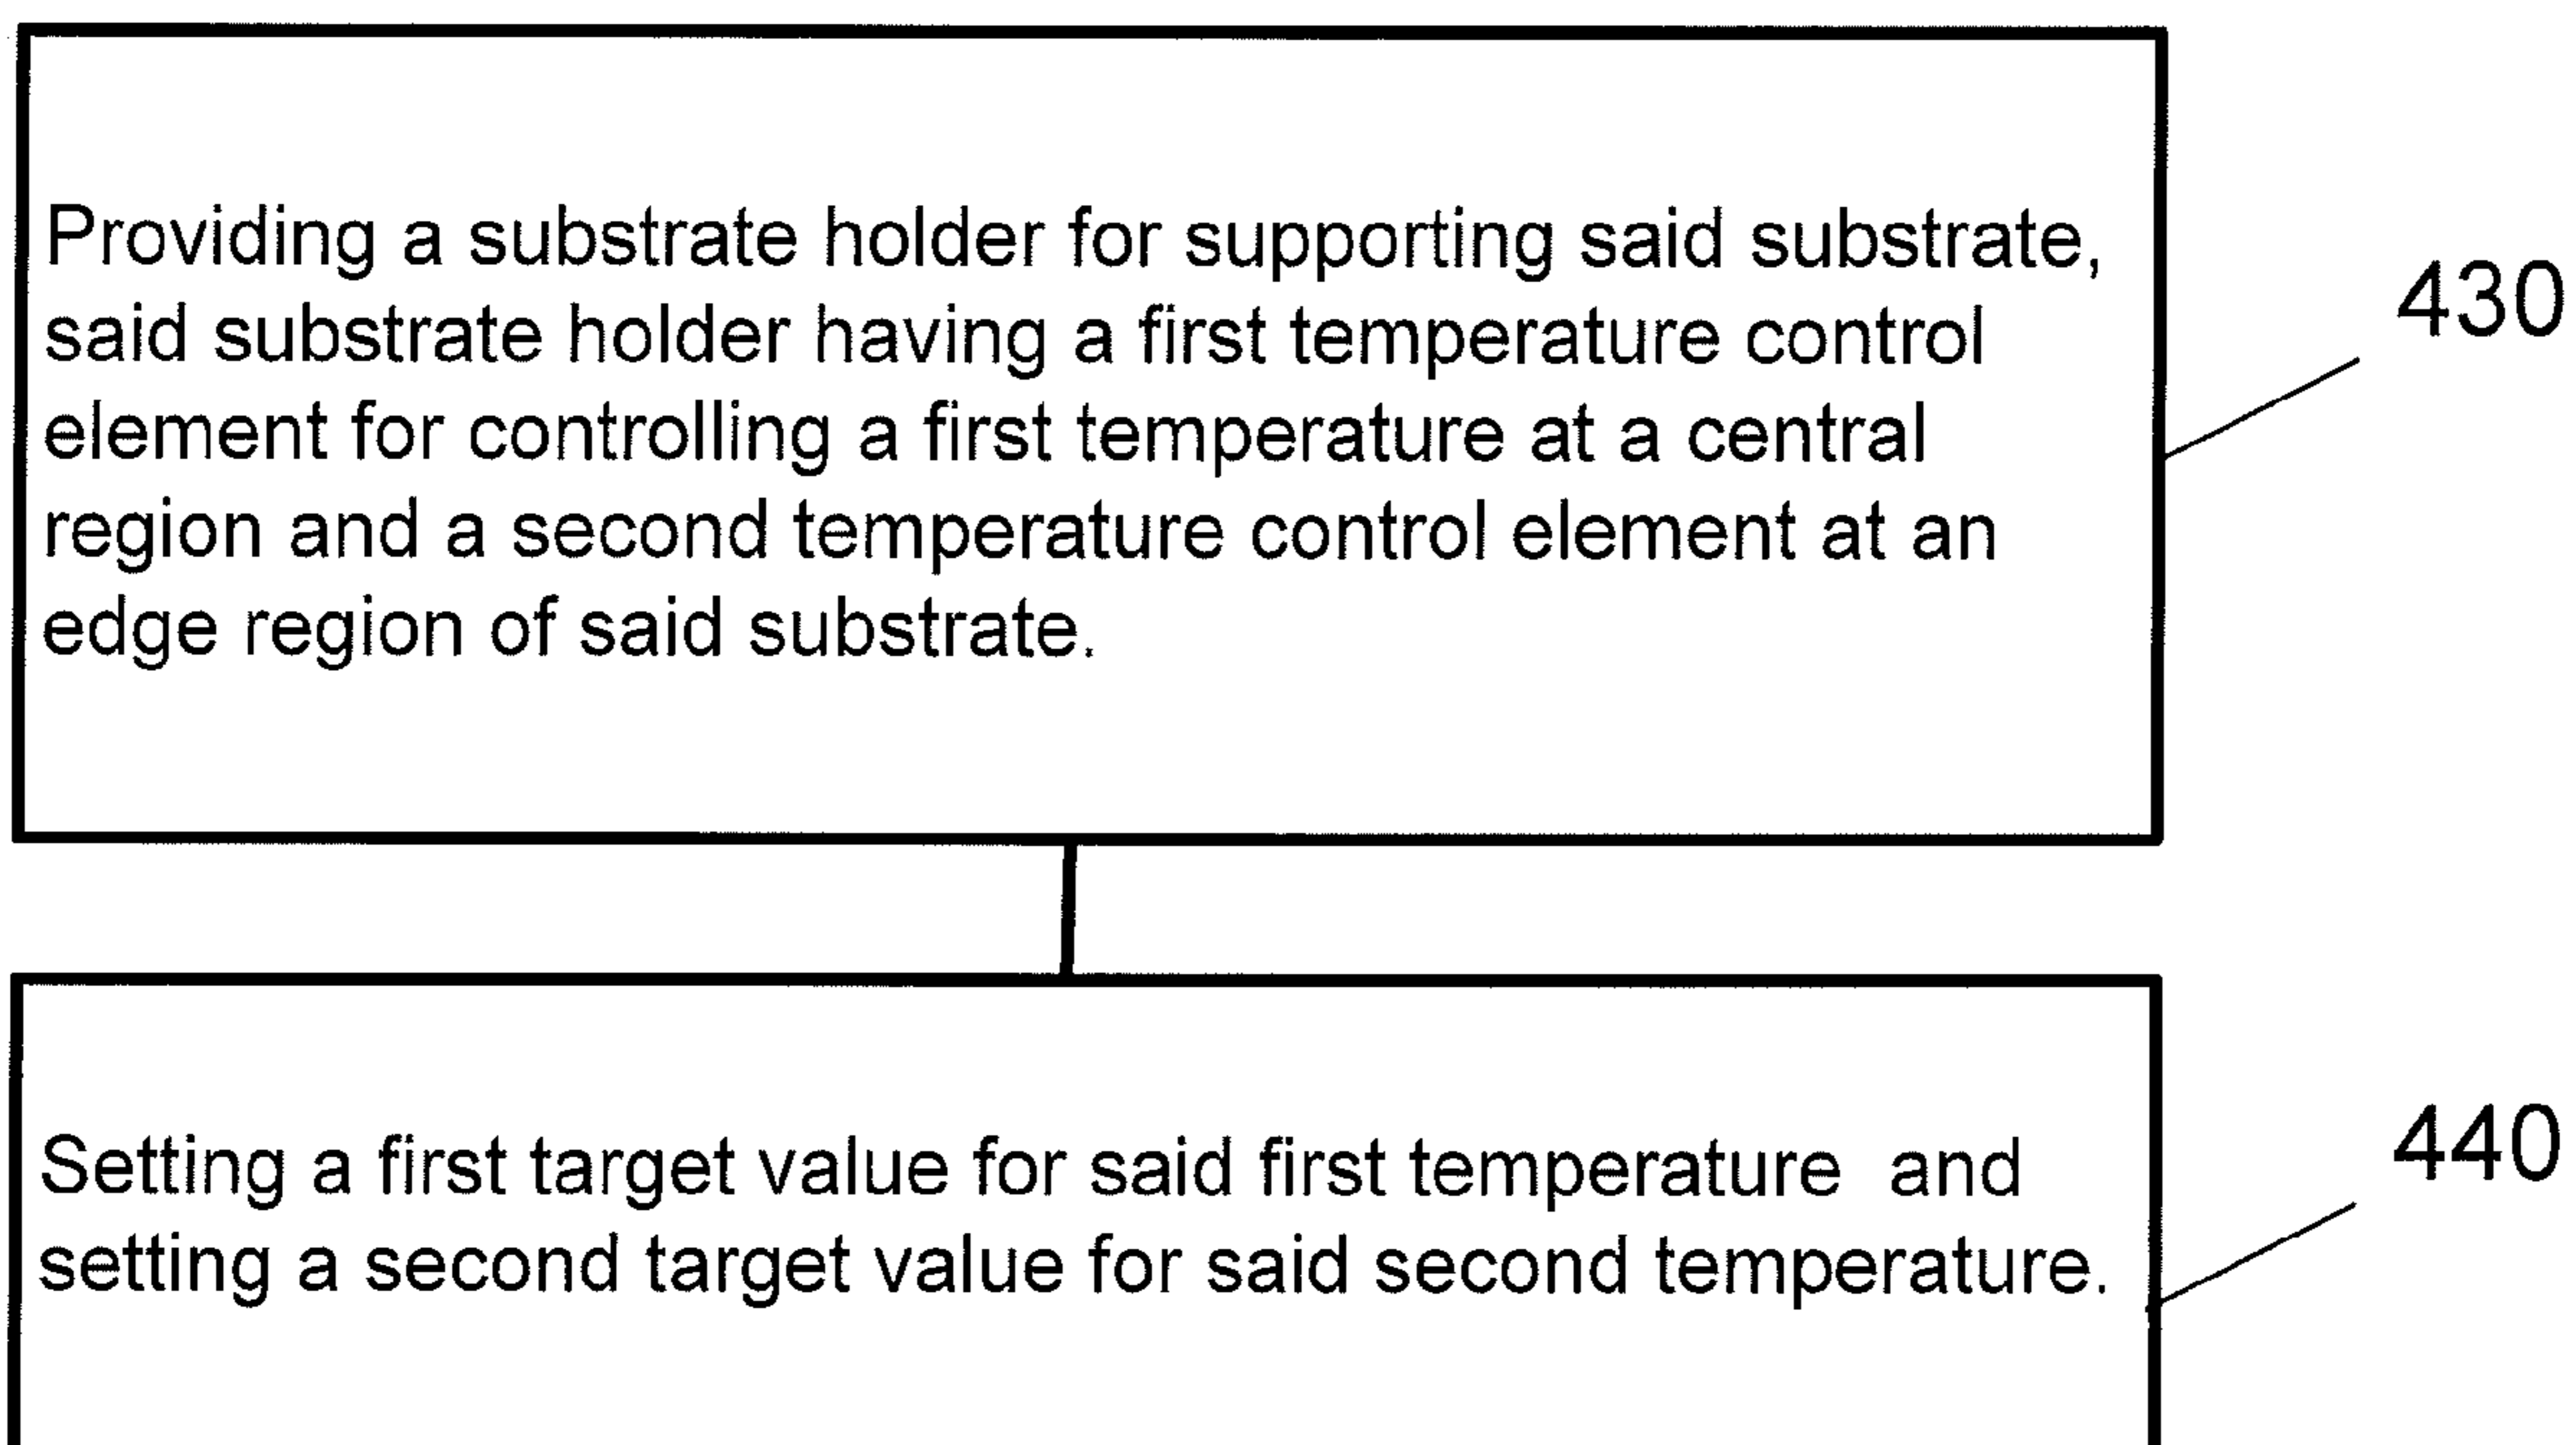 Providing a substrate holder for supporting said substrate,
said substrate holder having a first temperature control
element for controlling a first temperature at a central
region and a second temperature control element at an
edge region of said substrate.
430
Setting a first target value for said first temperature and
setting a second target value for said second temperature.
440